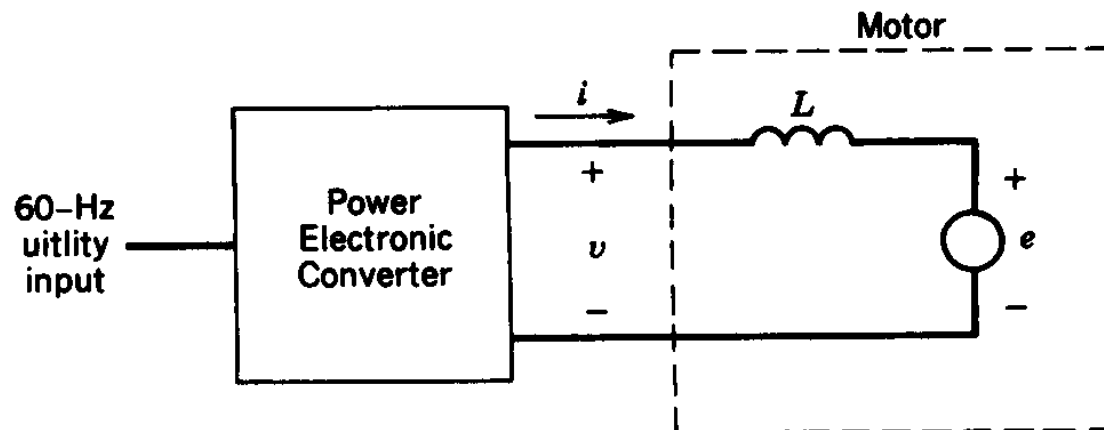 Motor
i
L
+
+
60-Hz
uitlity
input
Power
Electronic
Converter
υ
e
-
-